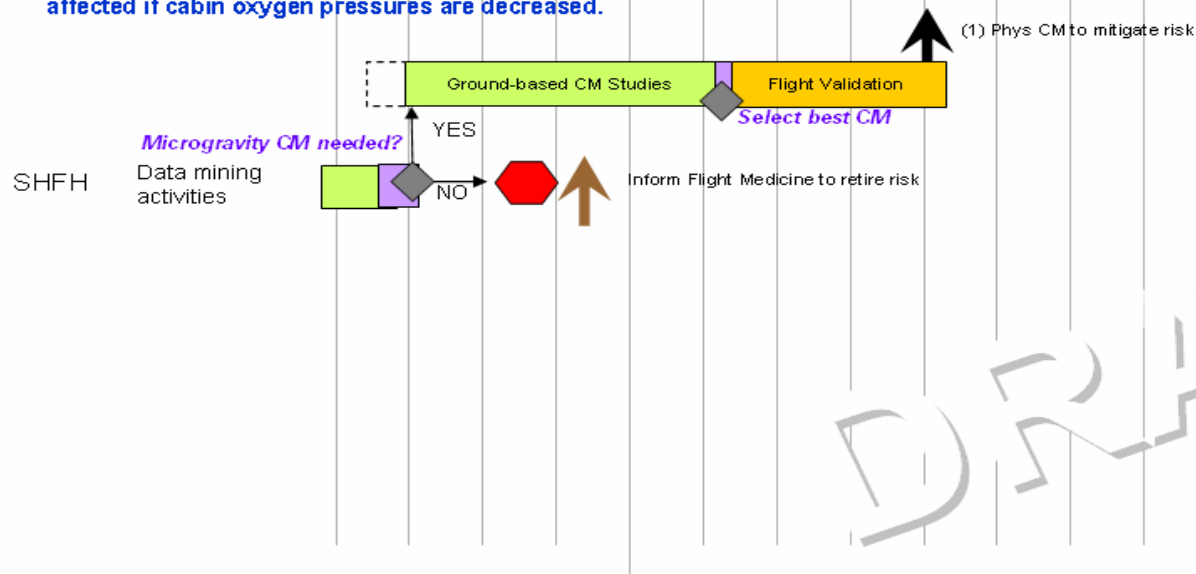 affected if cabin oxygen pressures are decreased.
(1) Phys CM to mitigate risk
Ground-based CM Studies
Flight Validation
Select best CM
YES
Microgravity CM needed?
SHFH
Data mining
activities
NO
Inform Flight Medicine to retire risk
DRA